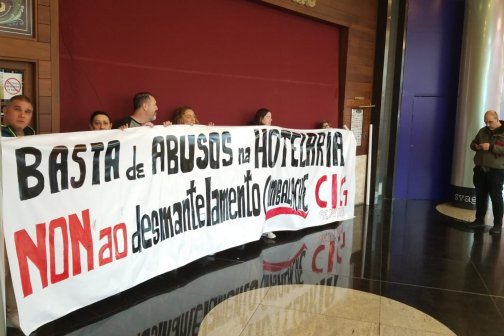 BASTA de ABUSOS na HOTELARIA
NON ao desmantelamento
CIG